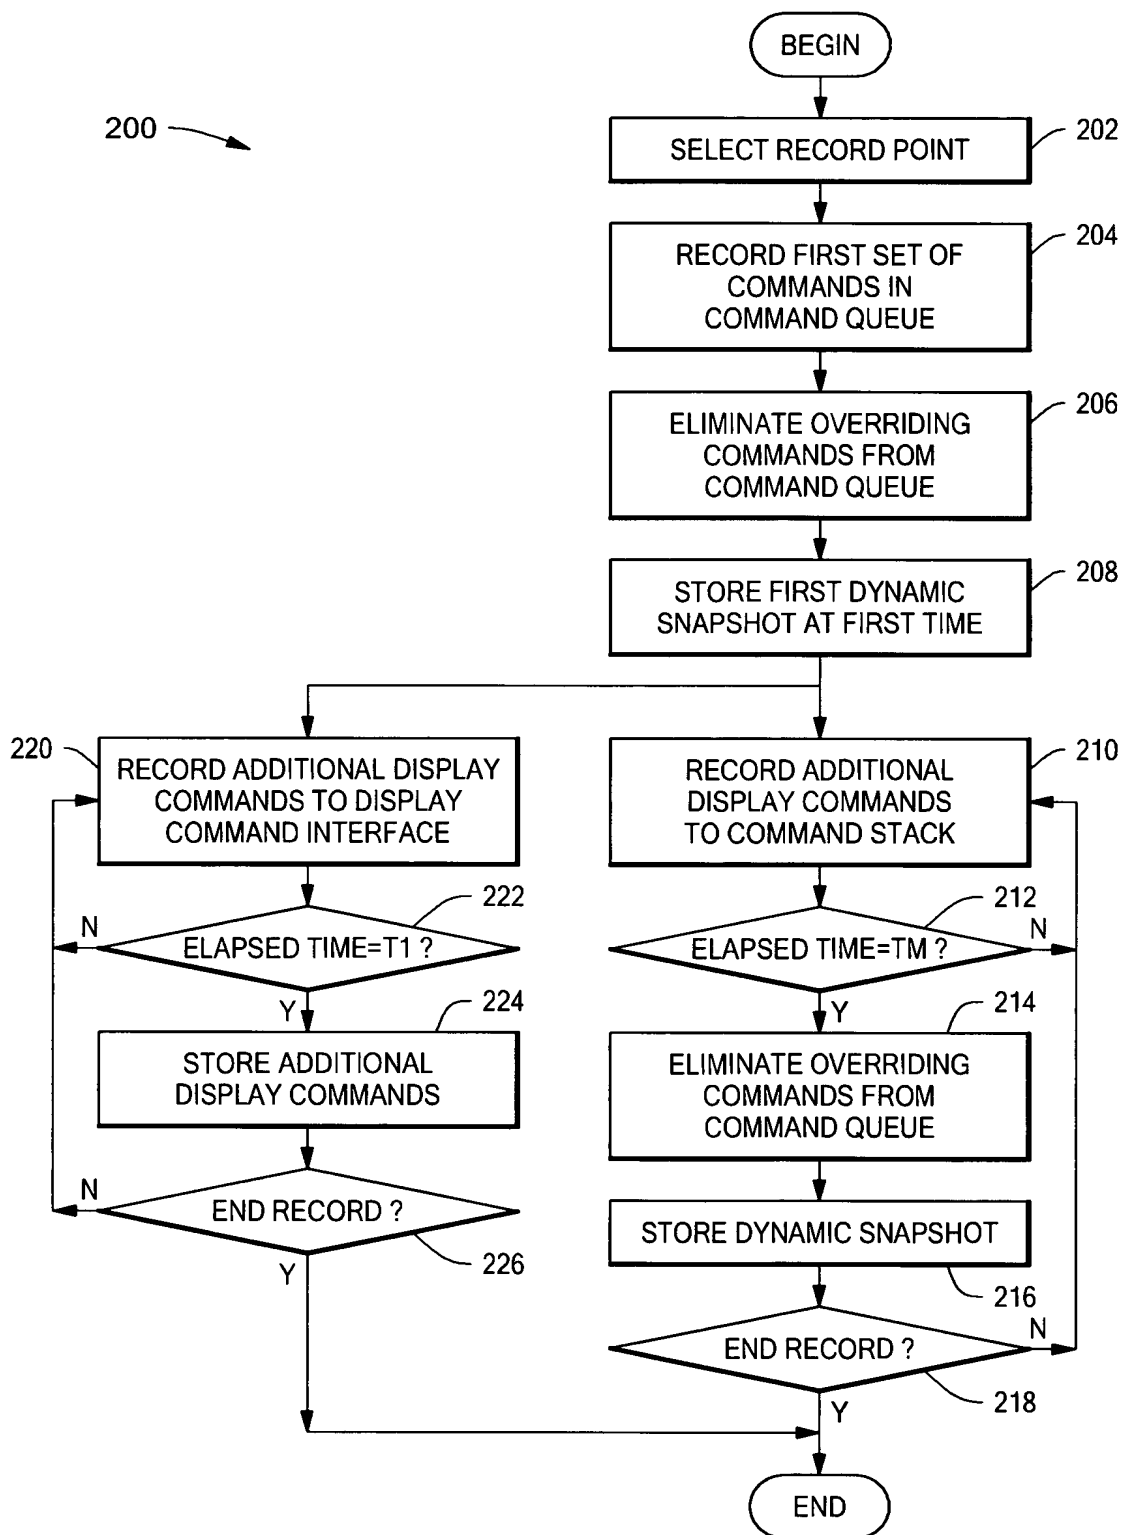 BEGIN
200
SELECT RECORD POINT
202
RECORD FIRST SET OF
COMMANDS IN
COMMAND QUEUE
204
ELIMINATE OVERRIDING
COMMANDS FROM
COMMAND QUEUE
206
STORE FIRST DYNAMIC
SNAPSHOT AT FIRST TIME
208
220
RECORD ADDITIONAL DISPLAY
COMMANDS TO DISPLAY
COMMAND INTERFACE
RECORD ADDITIONAL
DISPLAY COMMANDS
TO COMMAND STACK
210
222
N
ELAPSED TIME=T1 ?
Y
212
ELAPSED TIME=TM ?
N
Y
224
STORE ADDITIONAL
DISPLAY COMMANDS
214
ELIMINATE OVERRIDING
COMMANDS FROM
COMMAND QUEUE
N
END RECORD ?
226
Y
STORE DYNAMIC SNAPSHOT
216
END RECORD ?
N
218
Y
END